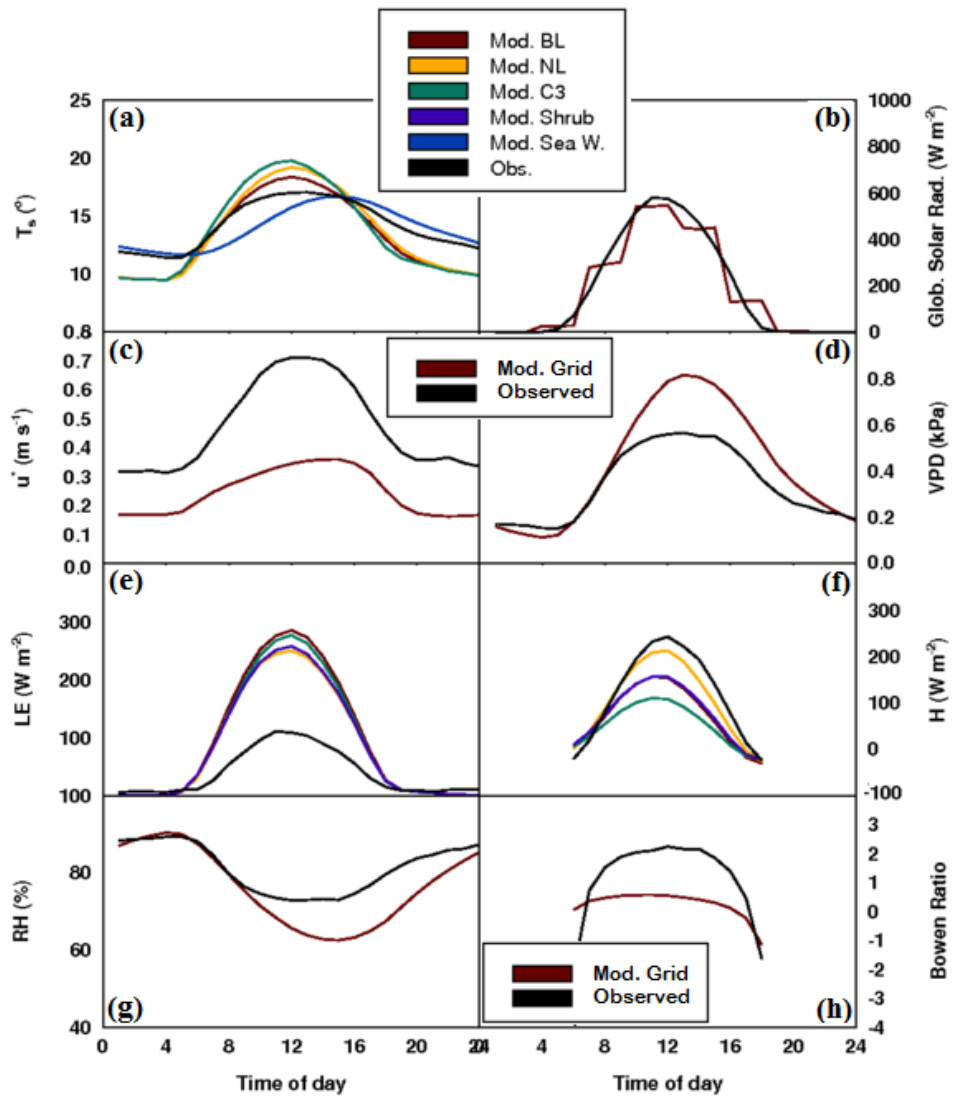 Mod. BL
Mod. NL
Mod. C3
Mod. Shrub
Mod. Sea W.
Obs.
(a)
25
20
15
10
Tₛ (°)
(b)
1000
800
600
400
200
0
Glob. Solar Rad. (W m⁻²)
(c)
0.8
0.7
0.6
0.5
0.4
0.3
0.2
0.1
0.0
u* (m s⁻¹)
Mod. Grid
Observed
(d)
0.8
0.6
0.4
0.2
0.0
VPD (kPa)
(e)
300
200
100
LE (W m⁻²)
(f)
300
200
100
0
-100
H (W m⁻²)
100
80
60
40
RH (%)
(g)
3
2
1
0
-1
-2
-3
-4
Bowen Ratio
Mod. Grid
Observed
(h)
0 4 8 12 16 20
4 8 12 16 20 24
Time of day
Time of day